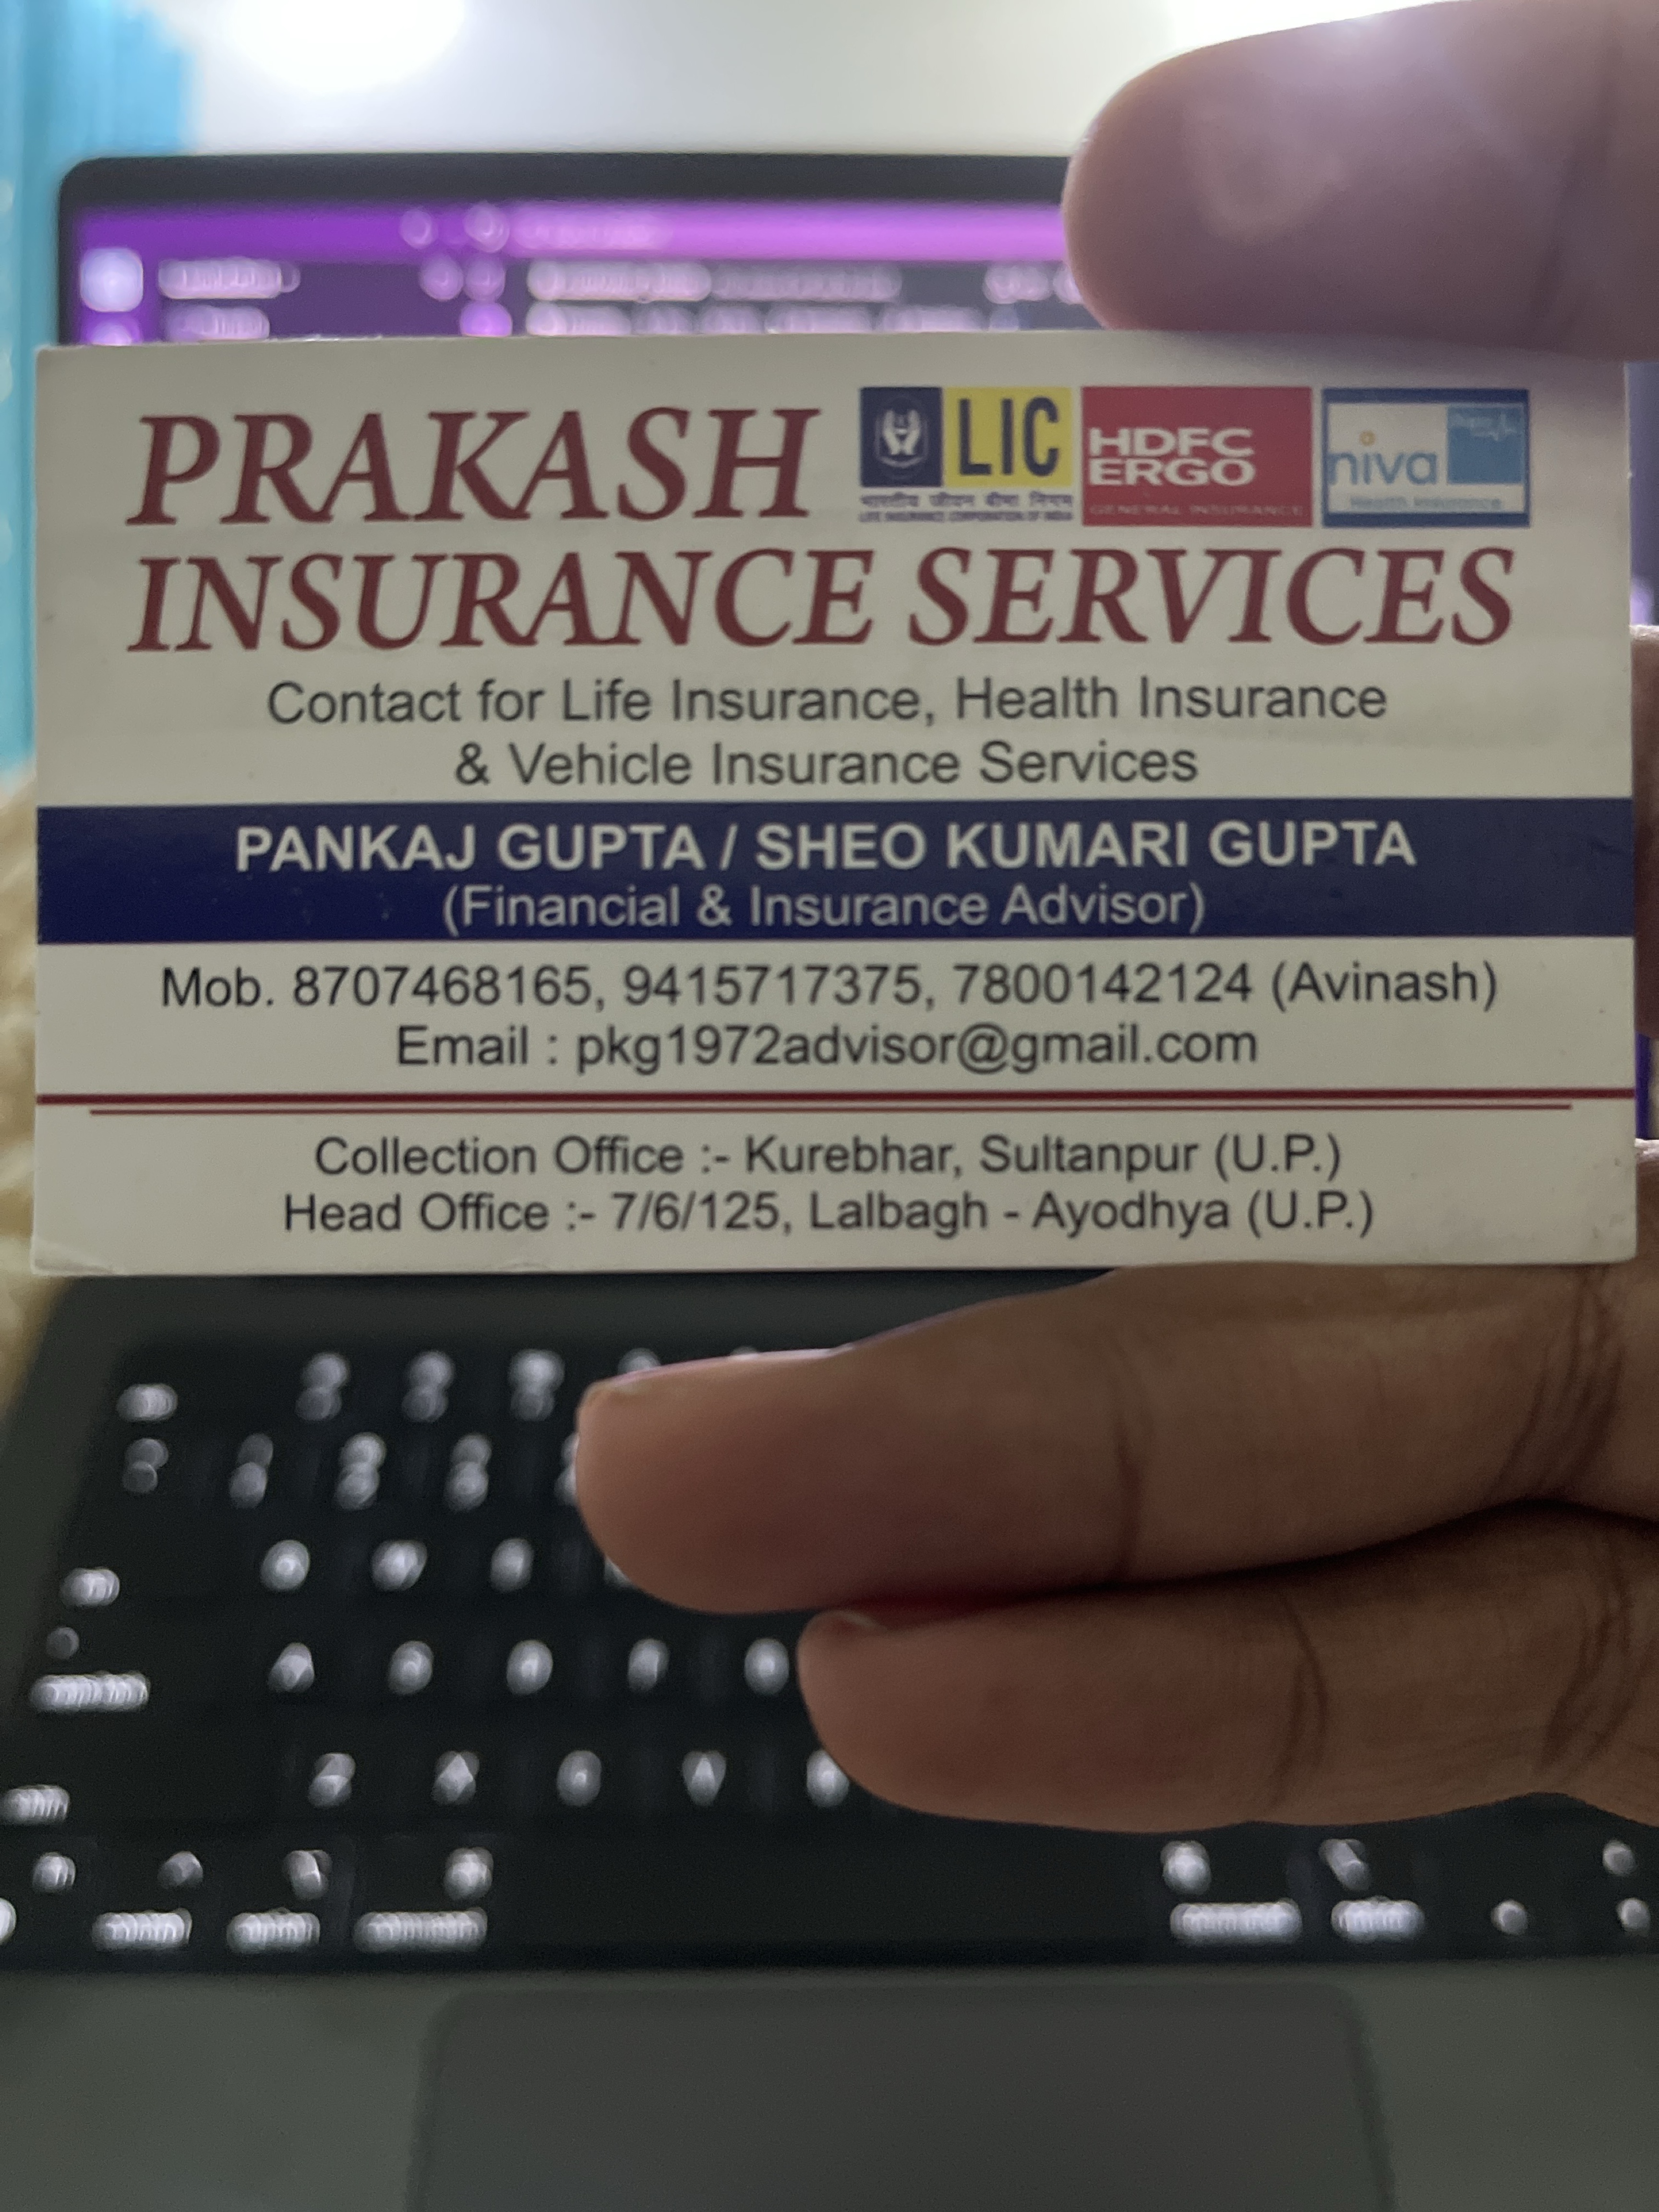 PRAKASH
LIC
भारतीय जीवन बीमा निगम
LIFE INSURANCE CORPORATION OF INDIA
HDFC
ERGO
GENERAL INSURANCE
niva
Health Insurance
INSURANCE SERVICES
Contact for Life Insurance, Health Insurance
& Vehicle Insurance Services
PANKAJ GUPTA / SHEO KUMARI GUPTA
(Financial & Insurance Advisor)
Mob. 8707468165, 9415717375, 7800142124 (Avinash)
Email : pkg1972advisor@gmail.com
Collection Office :- Kurebhar, Sultanpur (U.P.)
Head Office :- 7/6/125, Lalbagh - Ayodhya (U.P.)